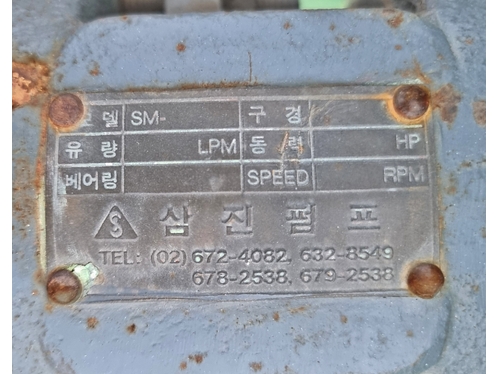 모델 SM- 구경
유량 LPM 동력 HP
베어링 SPEED RPM
삼진펌프
TEL: (02) 672-4082, 632-8549
678-2538, 679-2538